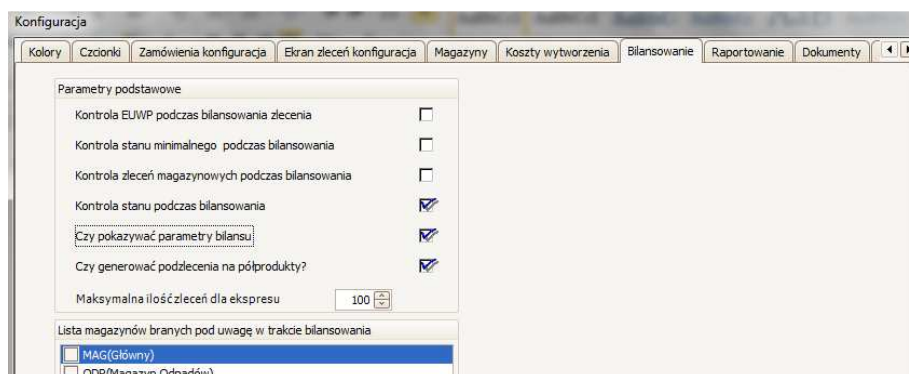 Konfiguracja
Kolory Czcionki Zamówienia konfiguracja Ekran zleceń konfiguracja Magazyny Koszty wytworzenia Bilansowanie Raportowanie Dokumenty
Parametry podstawowe
Kontrola EUWP podczas bilansowania zlecenia
Kontrola stanu minimalnego podczas bilansowania
Kontrola zleceń magazynowych podczas bilansowania
Kontrola stanu podczas bilansowania
Czy pokazywać parametry bilansu
Czy generować podzlecenia na półprodukty?
Maksymalna ilość zleceń dla ekspresu 100
Lista magazynów branych pod uwagę w trakcie bilansowania
MAG(Główny)
ODP(Magazyn Odpadów)